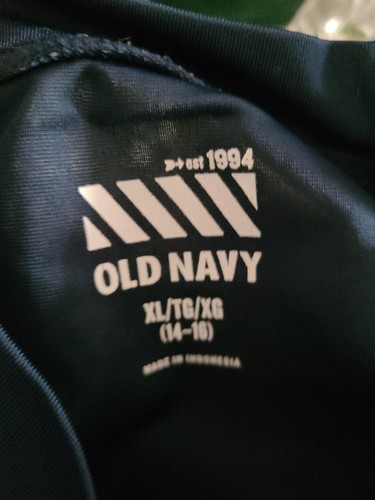 est 1994
OLD NAVY
XL/TG/XG
(14-16)
MADE IN INDONESIA